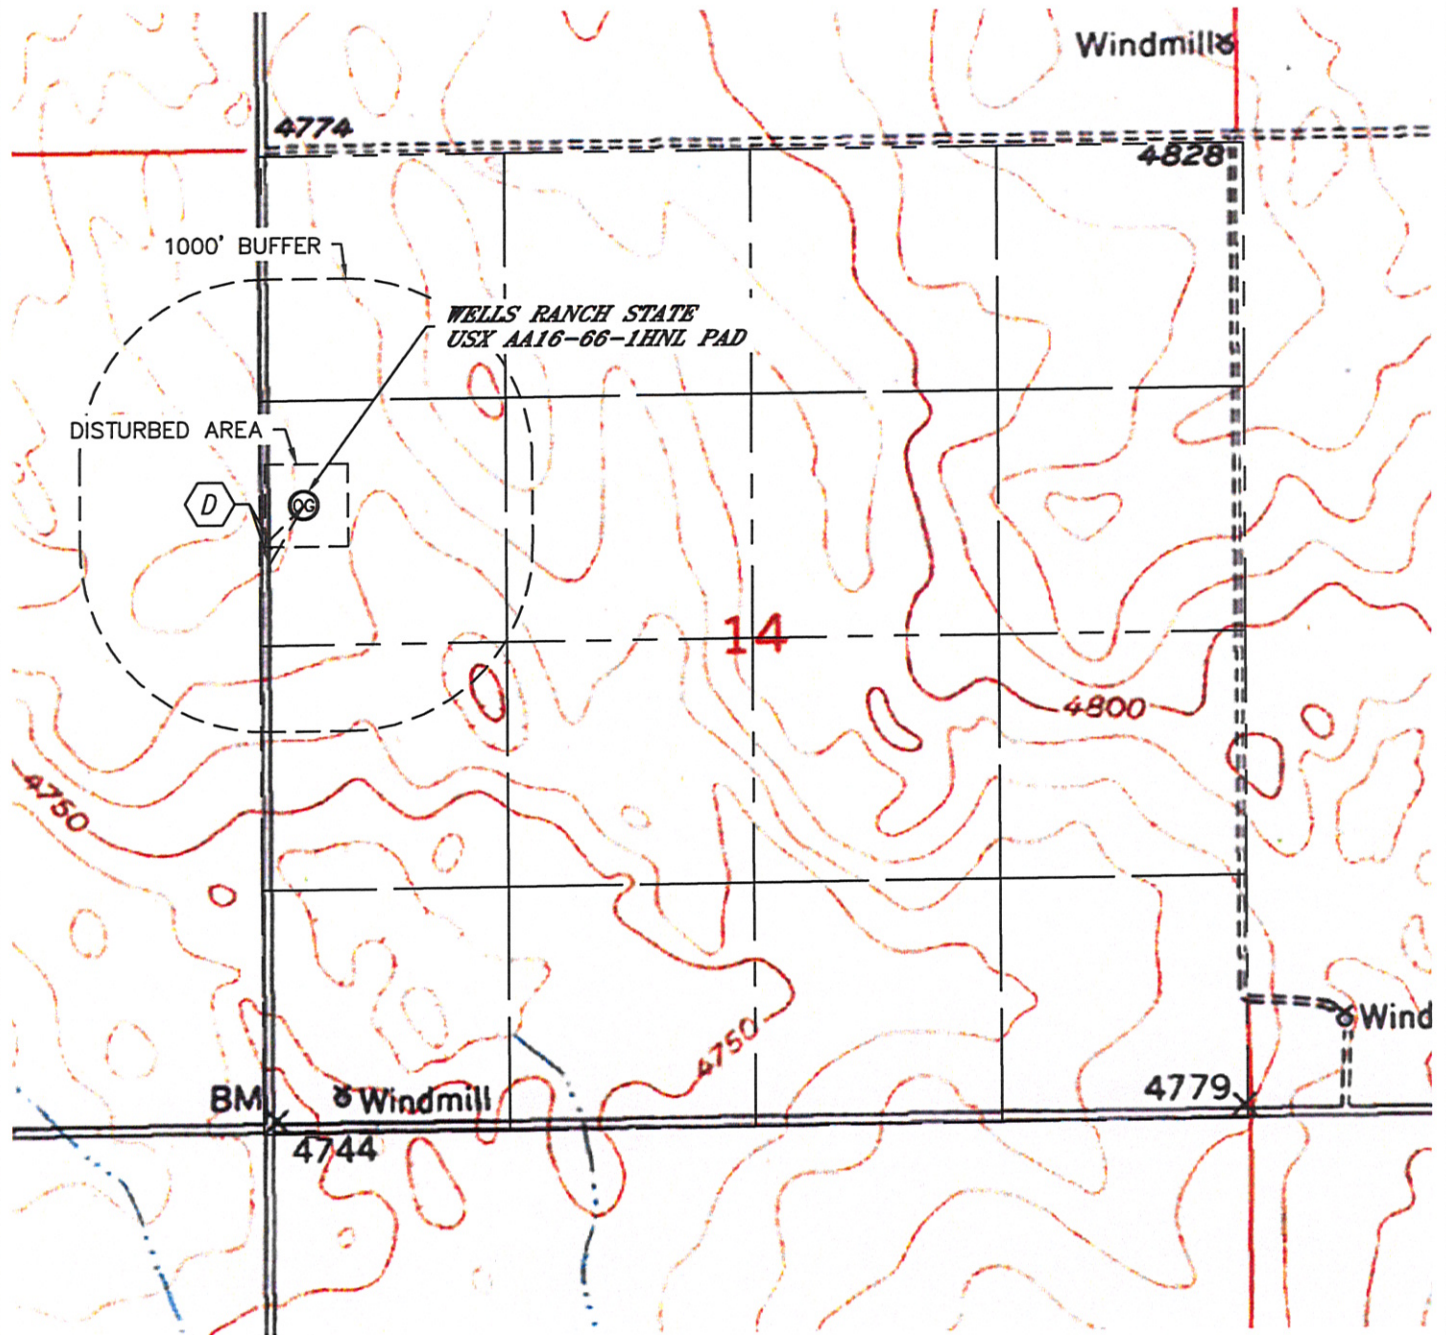 Windmill
4774
4828
1000' BUFFER
WELLS RANCH STATE
USX AA16-66-1HNL PAD
DISTURBED AREA
D
OG
14
4800
4750
4750
Wind
BM
Windmill
4779
4744